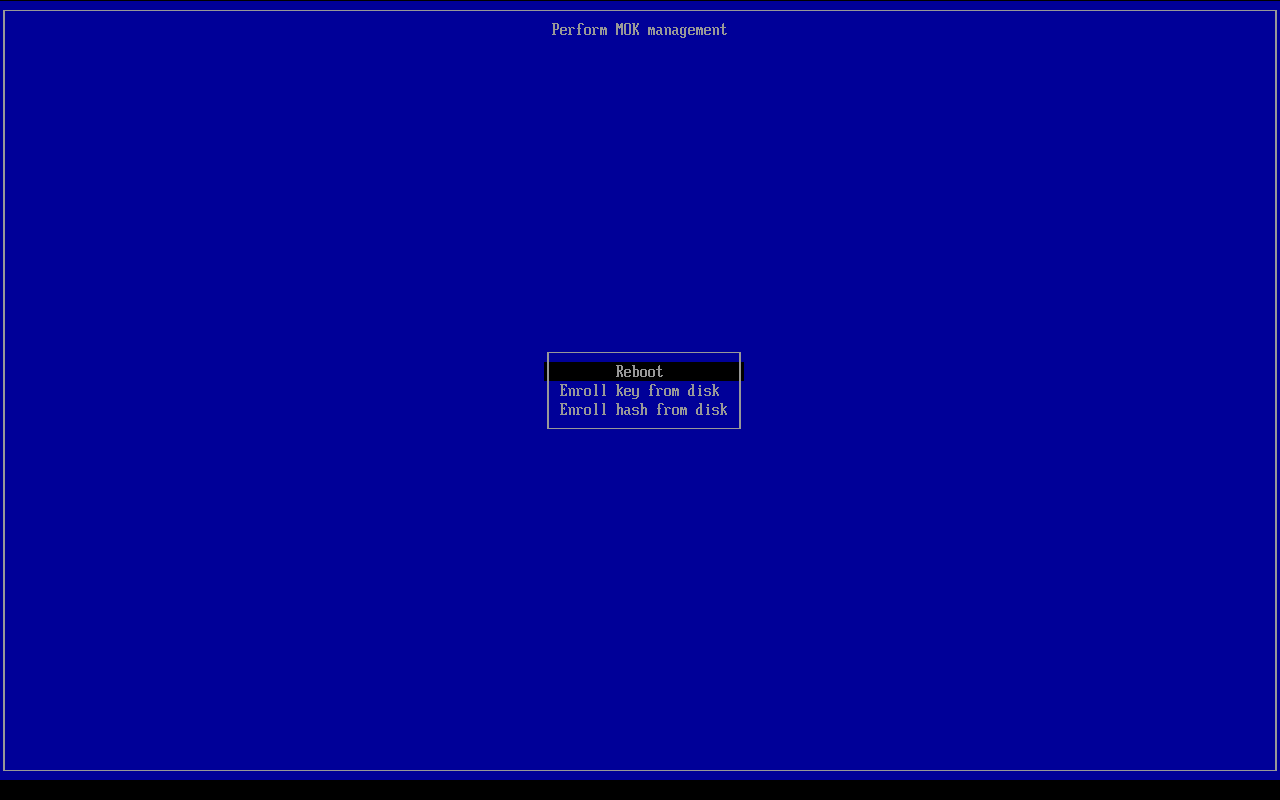 Perform MOK management
Reboot
Enroll key from disk
Enroll hash from disk